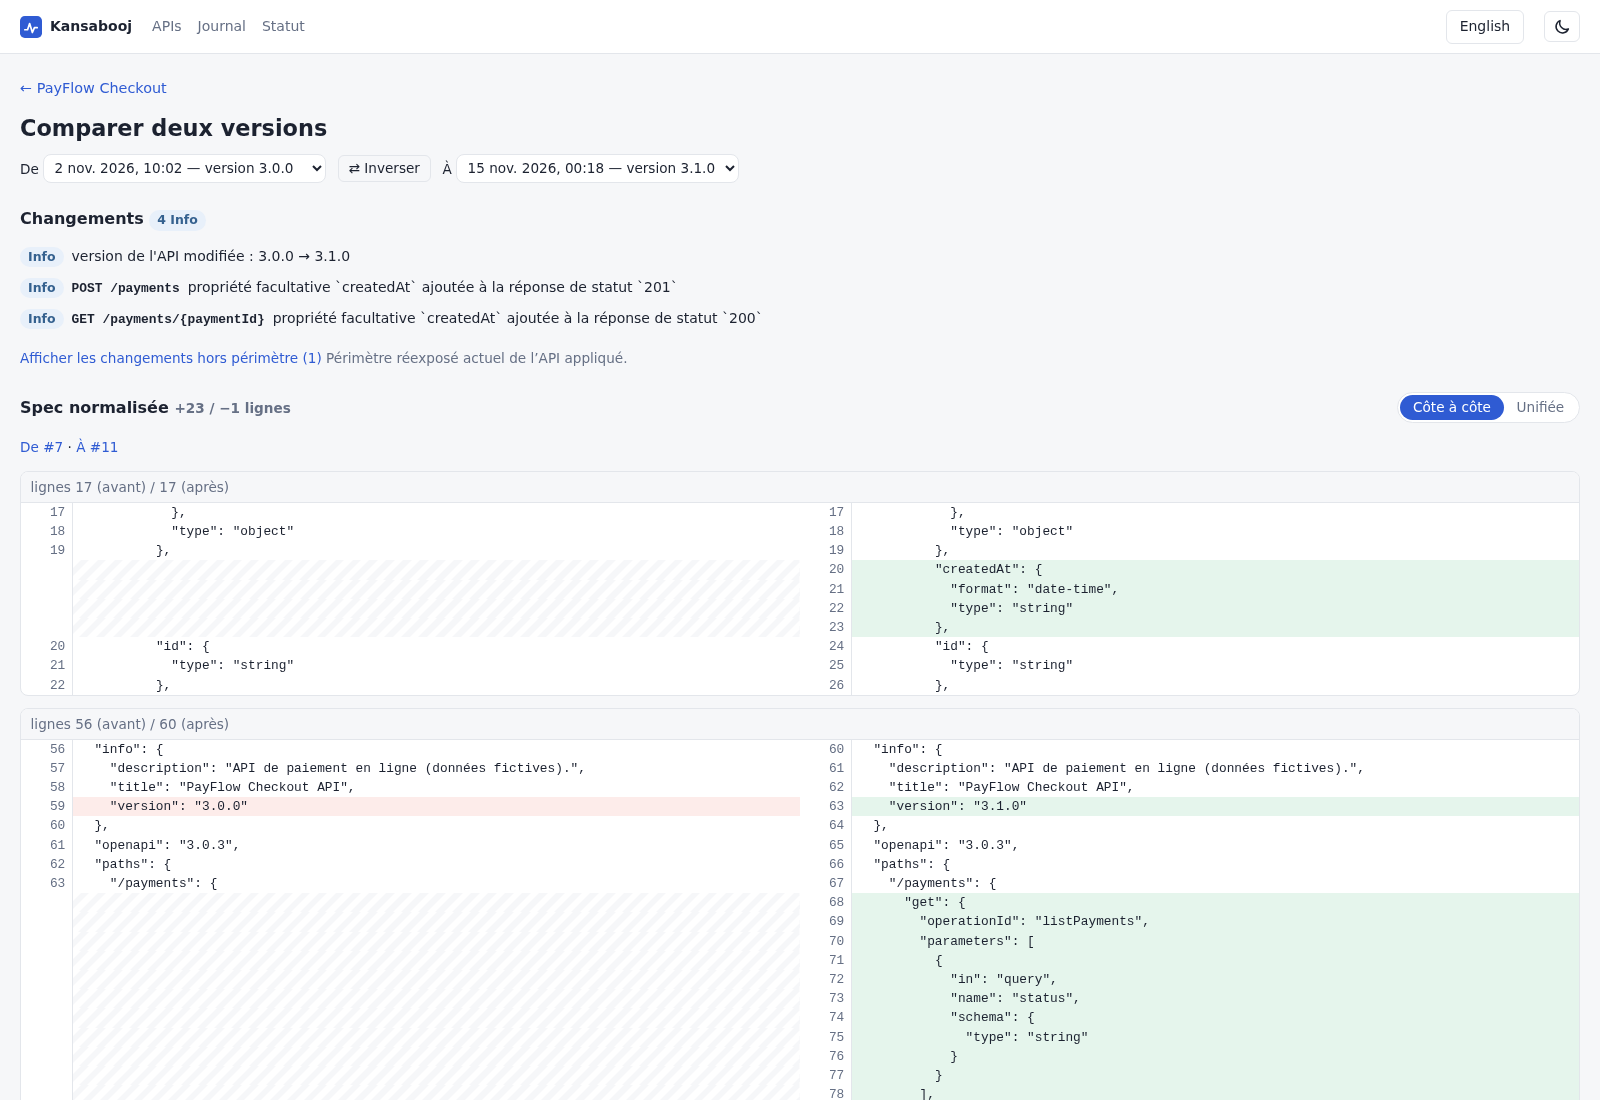 Kansabooj APIs Journal Statut English
← PayFlow Checkout
Comparer deux versions
De 2 nov. 2026, 10:02 — version 3.0.0 ⇄ Inverser À 15 nov. 2026, 00:18 — version 3.1.0
Changements 4 Info
Info version de l'API modifiée : 3.0.0 → 3.1.0
Info POST /payments propriété facultative `createdAt` ajoutée à la réponse de statut `201`
Info GET /payments/{paymentId} propriété facultative `createdAt` ajoutée à la réponse de statut `200`
Afficher les changements hors périmètre (1) Périmètre réexposé actuel de l’API appliqué.
Spec normalisée +23 / −1 lignes Côte à côte Unifiée
De #7 · À #11
lignes 17 (avant) / 17 (après)
17 }, 17 },
18 "type": "object" 18 "type": "object"
19 }, 19 },
20 "createdAt": {
21 "format": "date-time",
22 "type": "string"
23 },
20 "id": { 24 "id": {
21 "type": "string" 25 "type": "string"
22 }, 26 },
lignes 56 (avant) / 60 (après)
56 "info": { 60 "info": {
57 "description": "API de paiement en ligne (données fictives).", 61 "description": "API de paiement en ligne (données fictives).",
58 "title": "PayFlow Checkout API", 62 "title": "PayFlow Checkout API",
59 "version": "3.0.0" 63 "version": "3.1.0"
60 }, 64 },
61 "openapi": "3.0.3", 65 "openapi": "3.0.3",
62 "paths": { 66 "paths": {
63 "/payments": { 67 "/payments": {
68 "get": {
69 "operationId": "listPayments",
70 "parameters": [
71 {
72 "in": "query",
73 "name": "status",
74 "schema": {
75 "type": "string"
76 }
77 }
78 ],